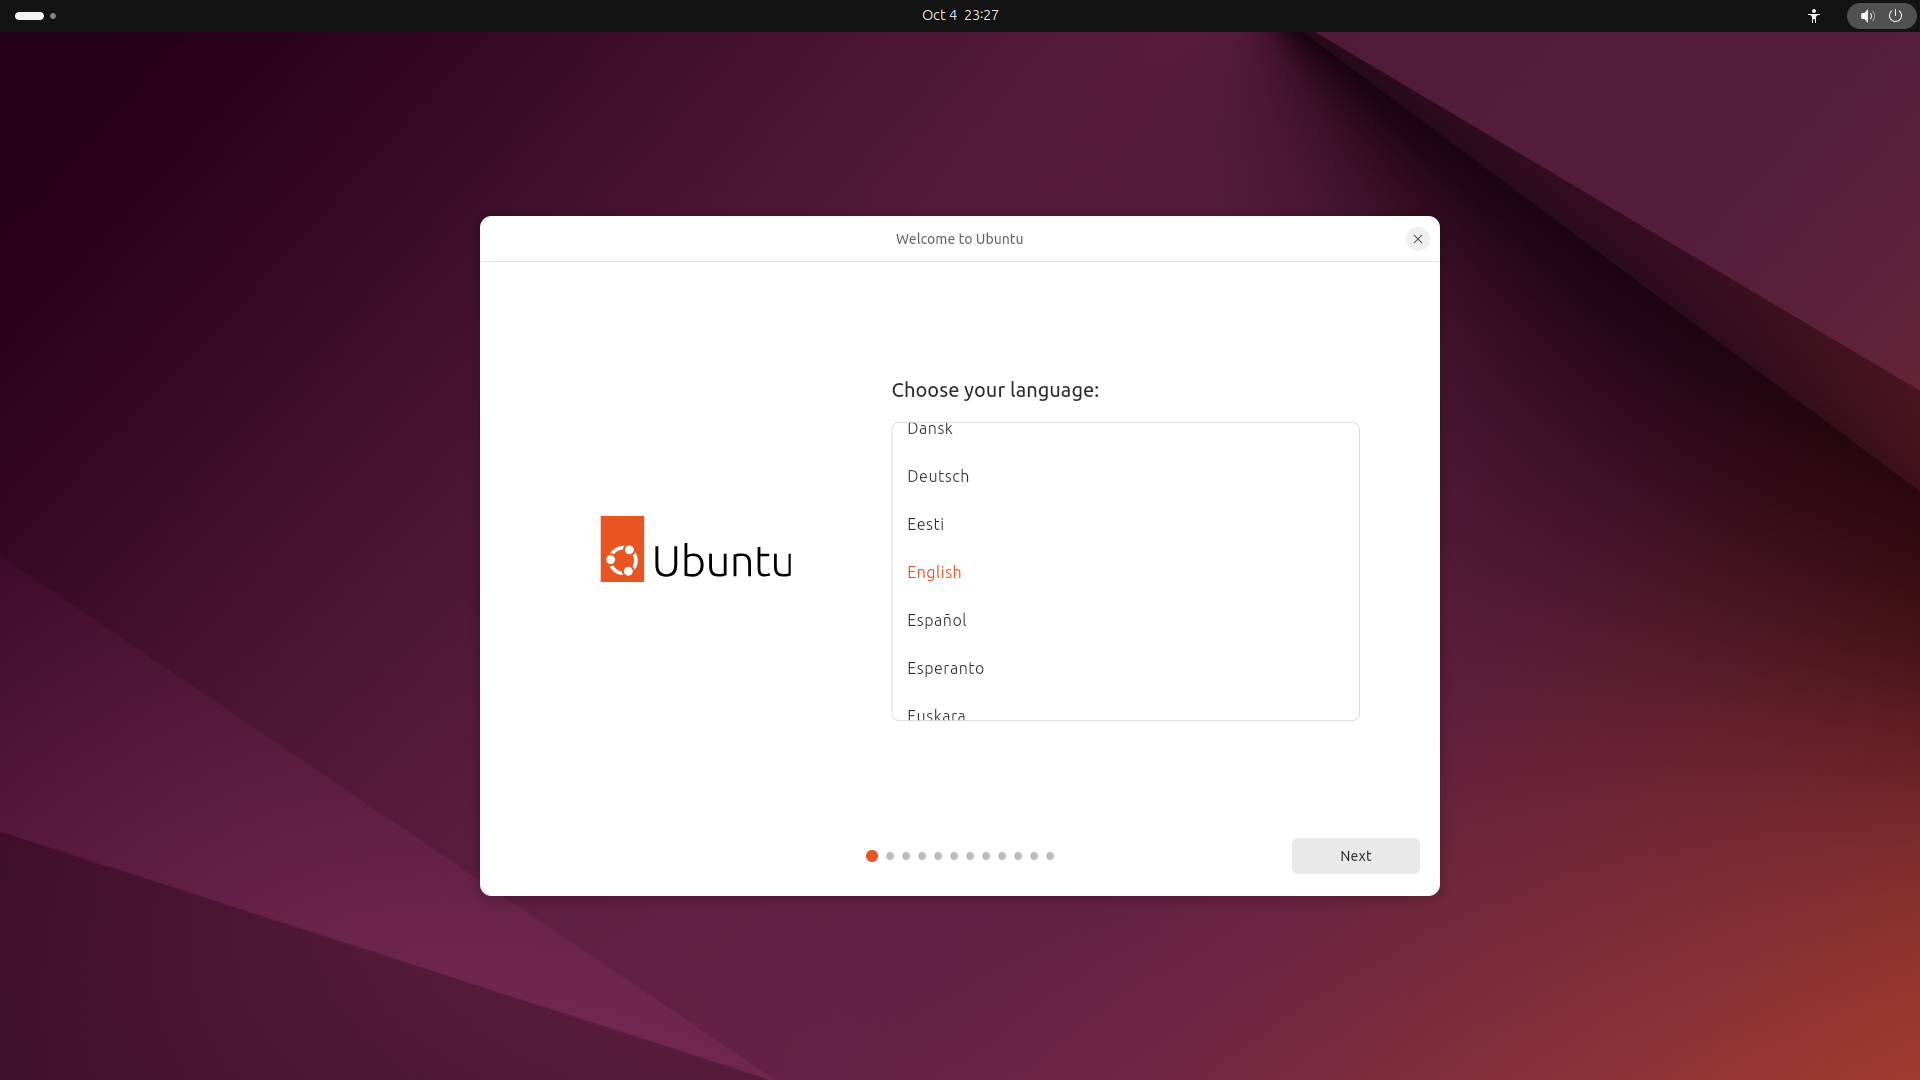 Oct 4 23:27
Welcome to Ubuntu
Choose your language:
Dansk
Deutsch
Eesti
English
Español
Esperanto
Euskara
Ubuntu
Next